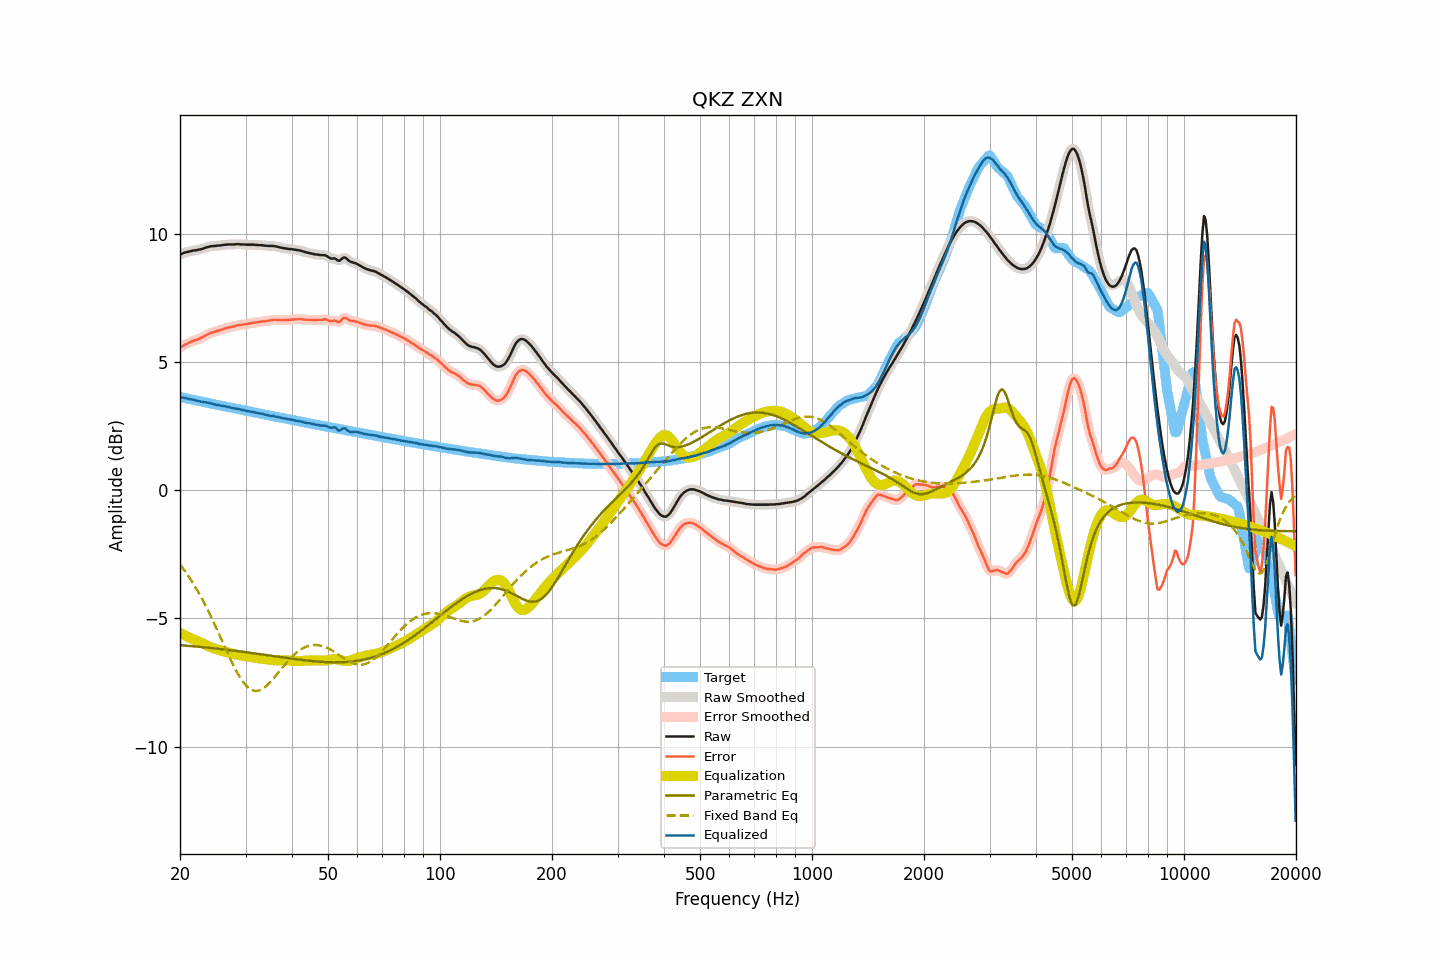 QKZ ZXN
Amplitude (dBr)
10
5
0
−5
−10
Target
Raw Smoothed
Error Smoothed
Raw
Error
Equalization
Parametric Eq
Fixed Band Eq
Equalized
20 50 100 200 500 1000 2000 5000 10000 20000
Frequency (Hz)